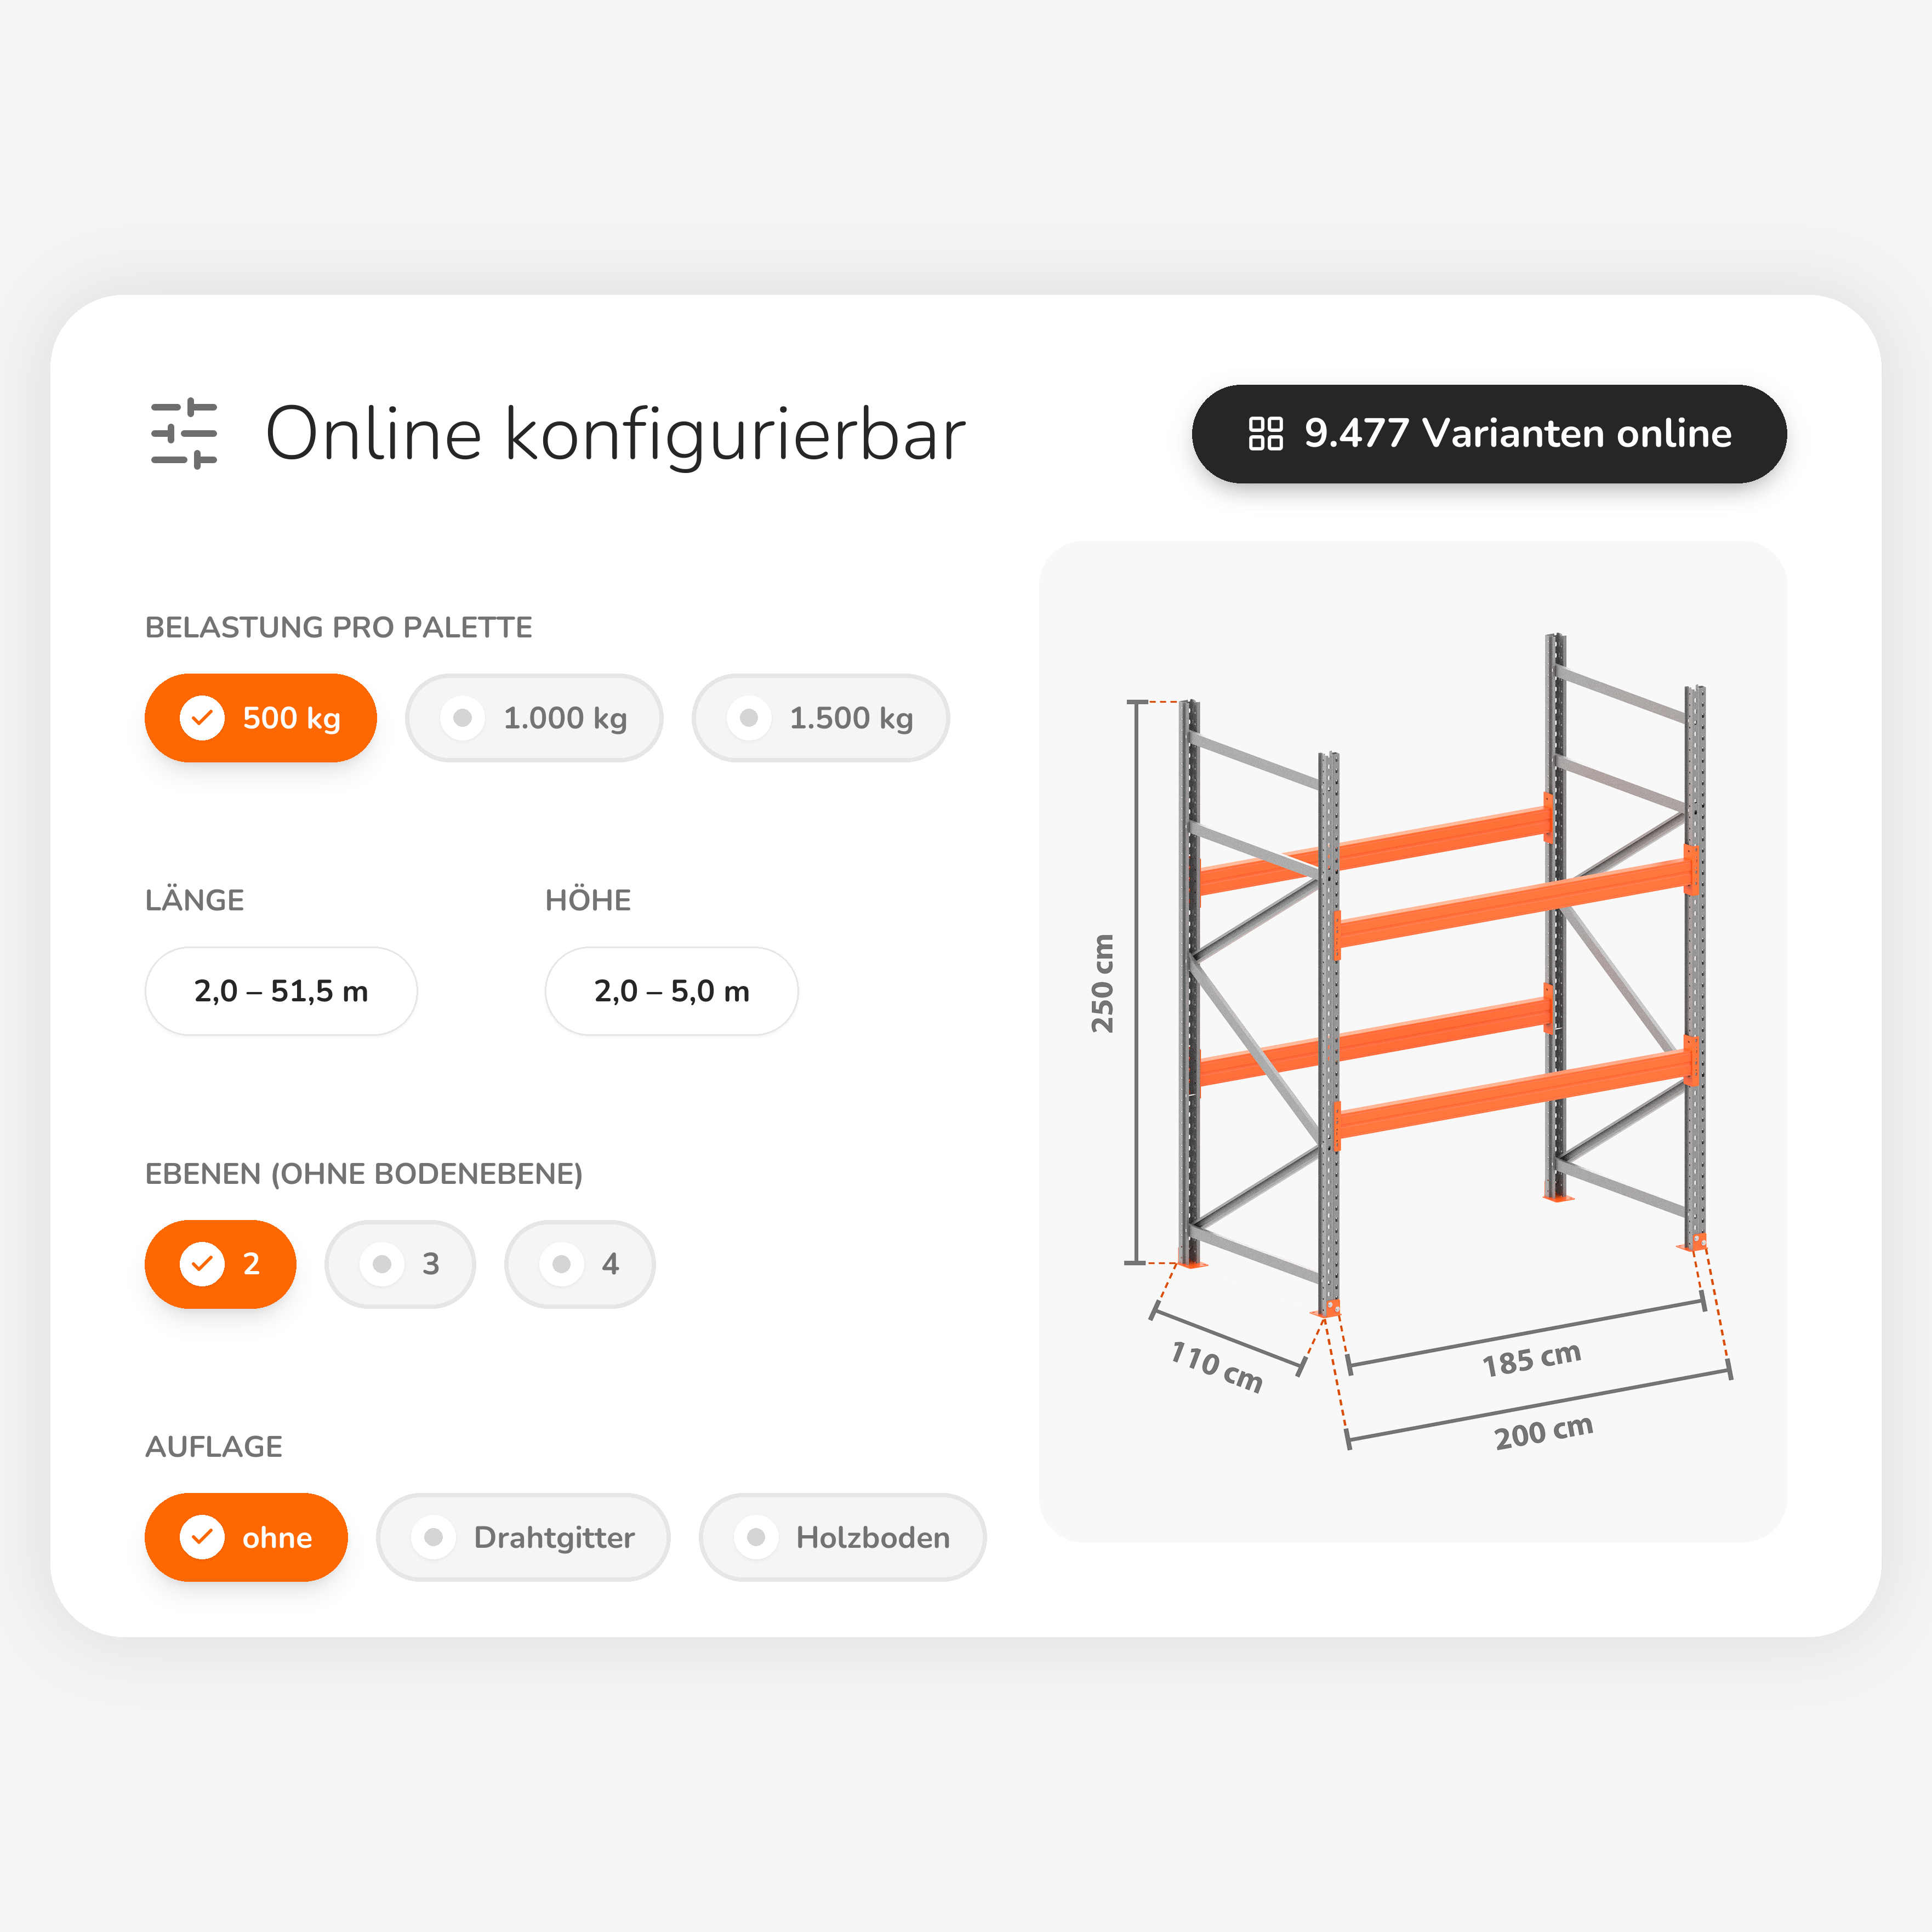 Online konfigurierbar
9.477 Varianten online
BELASTUNG PRO PALETTE
500 kg
1.000 kg
1.500 kg
LÄNGE
HÖHE
2,0 – 51,5 m
2,0 – 5,0 m
EBENEN (OHNE BODENEBENE)
2
3
4
AUFLAGE
ohne
Drahtgitter
Holzboden
250 cm
110 cm
185 cm
200 cm